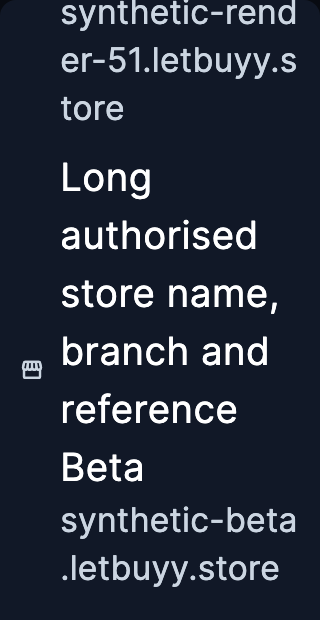 synthetic-rend
er-51.letbuyy.s
tore
Long
authorised
store name,
branch and
reference
Beta
synthetic-beta
.letbuyy.store